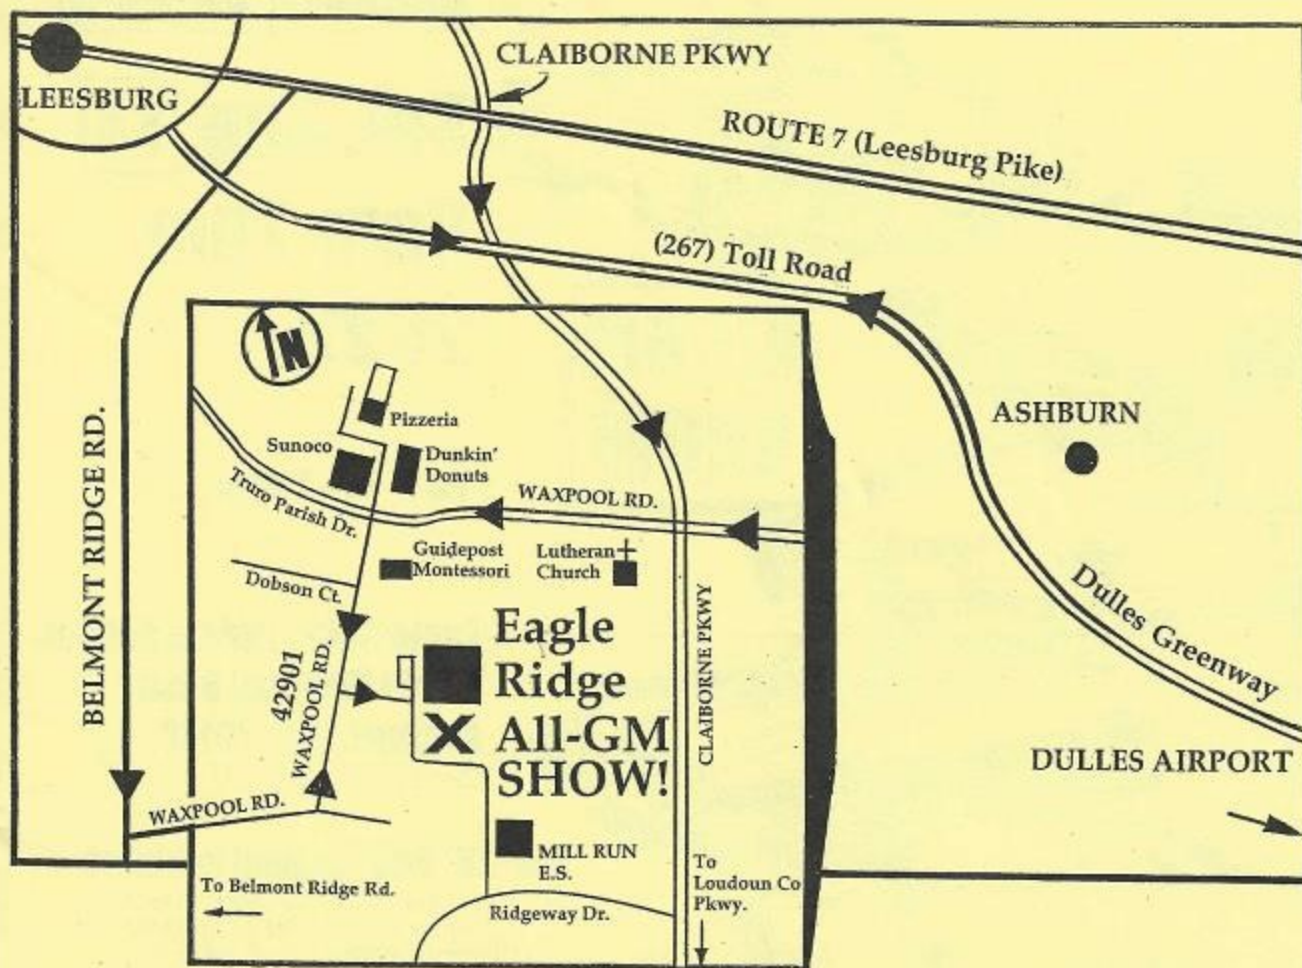 CLAIBORNE PKWY
LEESBURG
ROUTE 7 (Leesburg Pike)
(267) Toll Road
N
Pizzeria
ASHBURN
BELMONT RIDGE RD.
Sunoco
Dunkin'
Donuts
Truro Parish Dr.
WAXPOOL RD.
Guidepost
Montessori
Lutheran
Church
Dobson Ct.
Dulles Greenway
Eagle
Ridge
All-GM
SHOW!
42901
WAXPOOL RD.
CLAIBORNE PKWY
DULLES AIRPORT
WAXPOOL RD.
MILL RUN
E.S.
To
Loudoun Co
Pkwy.
To Belmont Ridge Rd.
Ridgeway Dr.